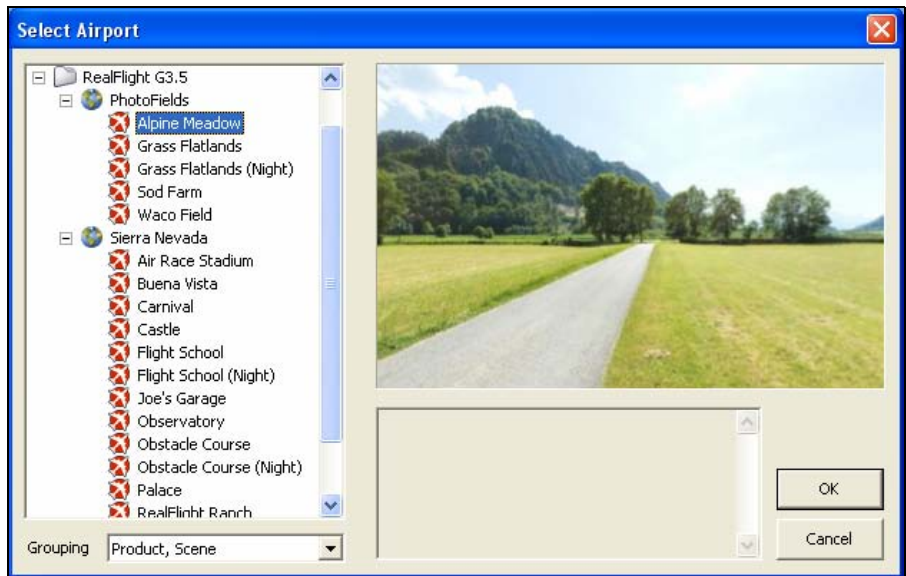 Select Airport
RealFlight G3.5
PhotoFields
Alpine Meadow
Grass Flatlands
Grass Flatlands (Night)
Sod Farm
Waco Field
Sierra Nevada
Air Race Stadium
Buena Vista
Carnival
Castle
Flight School
Flight School (Night)
Joe's Garage
Observatory
Obstacle Course
Obstacle Course (Night)
Palace
RealFlight Ranch
Grouping
Product, Scene
OK
Cancel